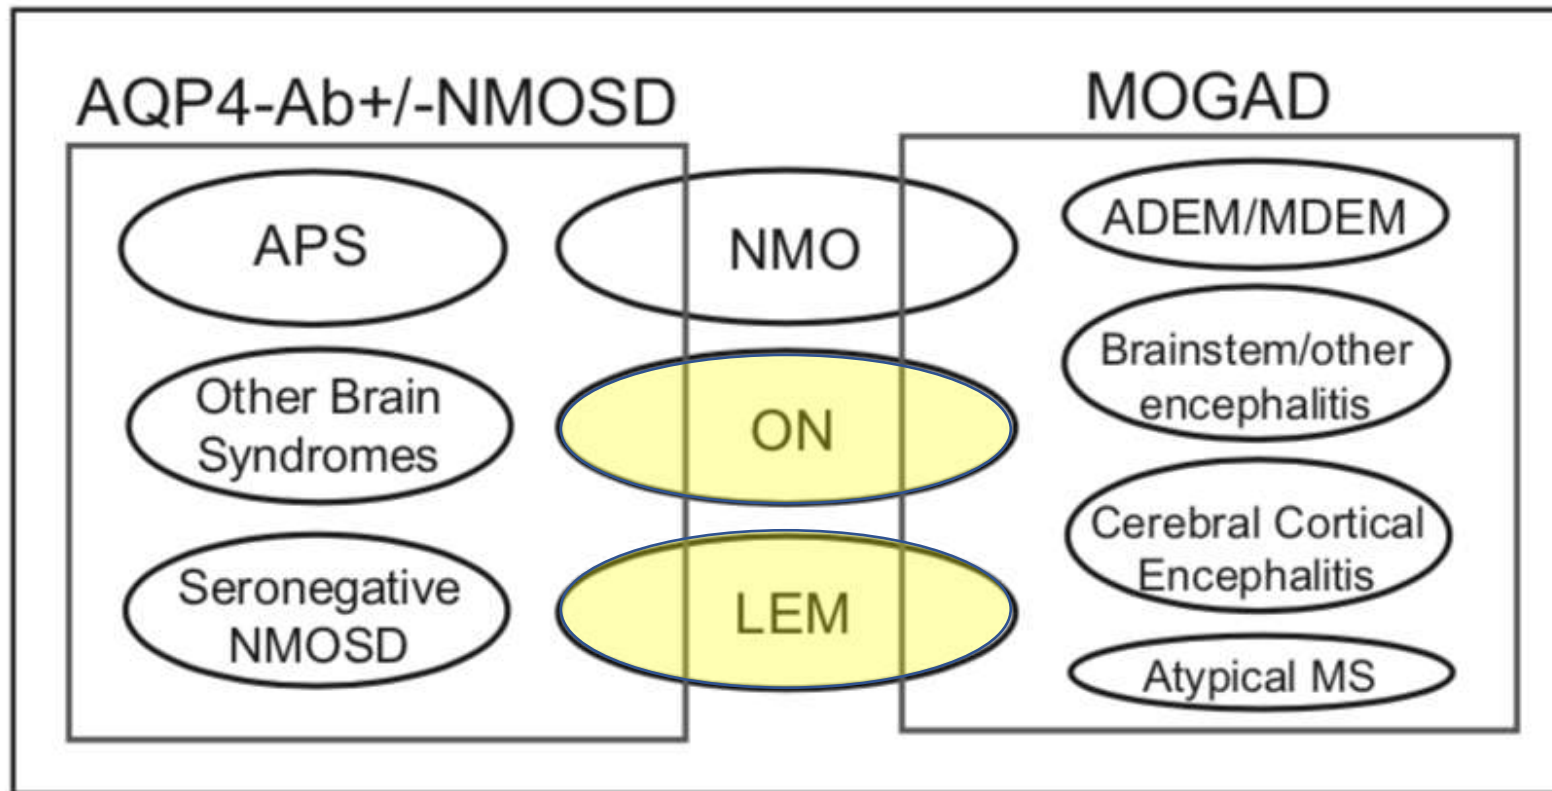 AQP4-Ab+/-NMOSD
APS
Other Brain
Syndromes
Seronegative
NMOSD
NMO
ON
LEM
MOGAD
ADEM/MDEM
Brainstem/other
encephalitis
Cerebral Cortical
Encephalitis
Atypical MS